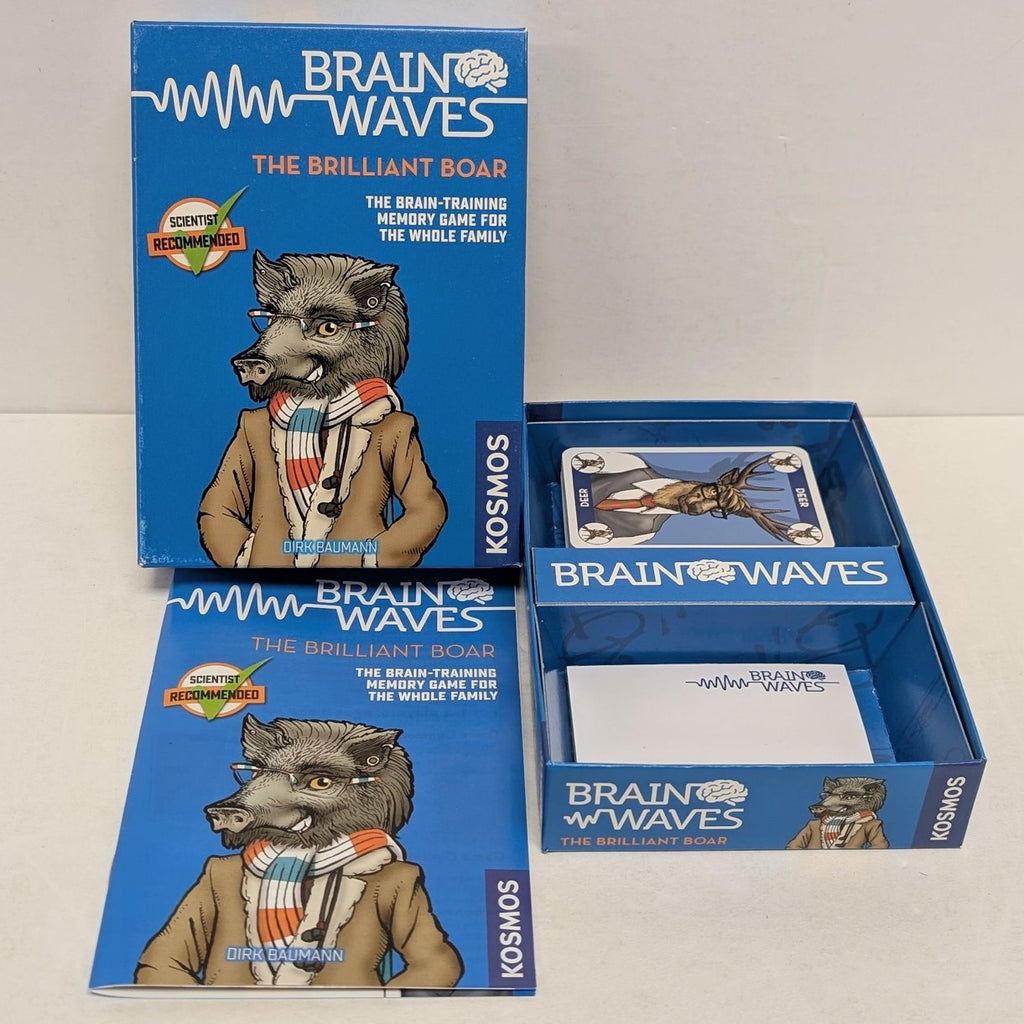 BRAIN
WAVES
THE BRILLIANT BOAR
THE BRAIN-TRAINING
MEMORY GAME FOR
THE WHOLE FAMILY
SCIENTIST
RECOMMENDED
KOSMOS
DIRK BAUMANN
DEER
DEER
BRAIN WAVES
BRAIN
WAVES
BRAIN
WAVES
THE BRILLIANT BOAR
KOSMOS
BRAIN
WAVES
THE BRILLIANT BOAR
THE BRAIN-TRAINING
MEMORY GAME FOR
THE WHOLE FAMILY
SCIENTIST
RECOMMENDED
KOSMOS
DIRK BAUMANN